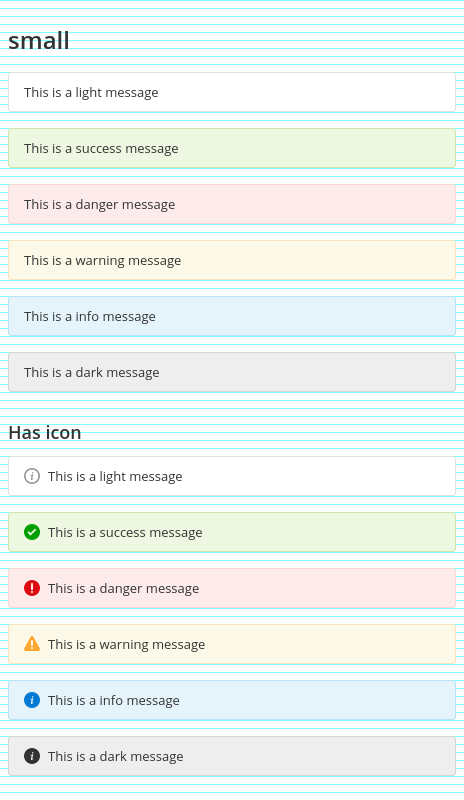 small
This is a light message
This is a success message
This is a danger message
This is a warning message
This is a info message
This is a dark message
Has icon
This is a light message
This is a success message
This is a danger message
This is a warning message
This is a info message
This is a dark message